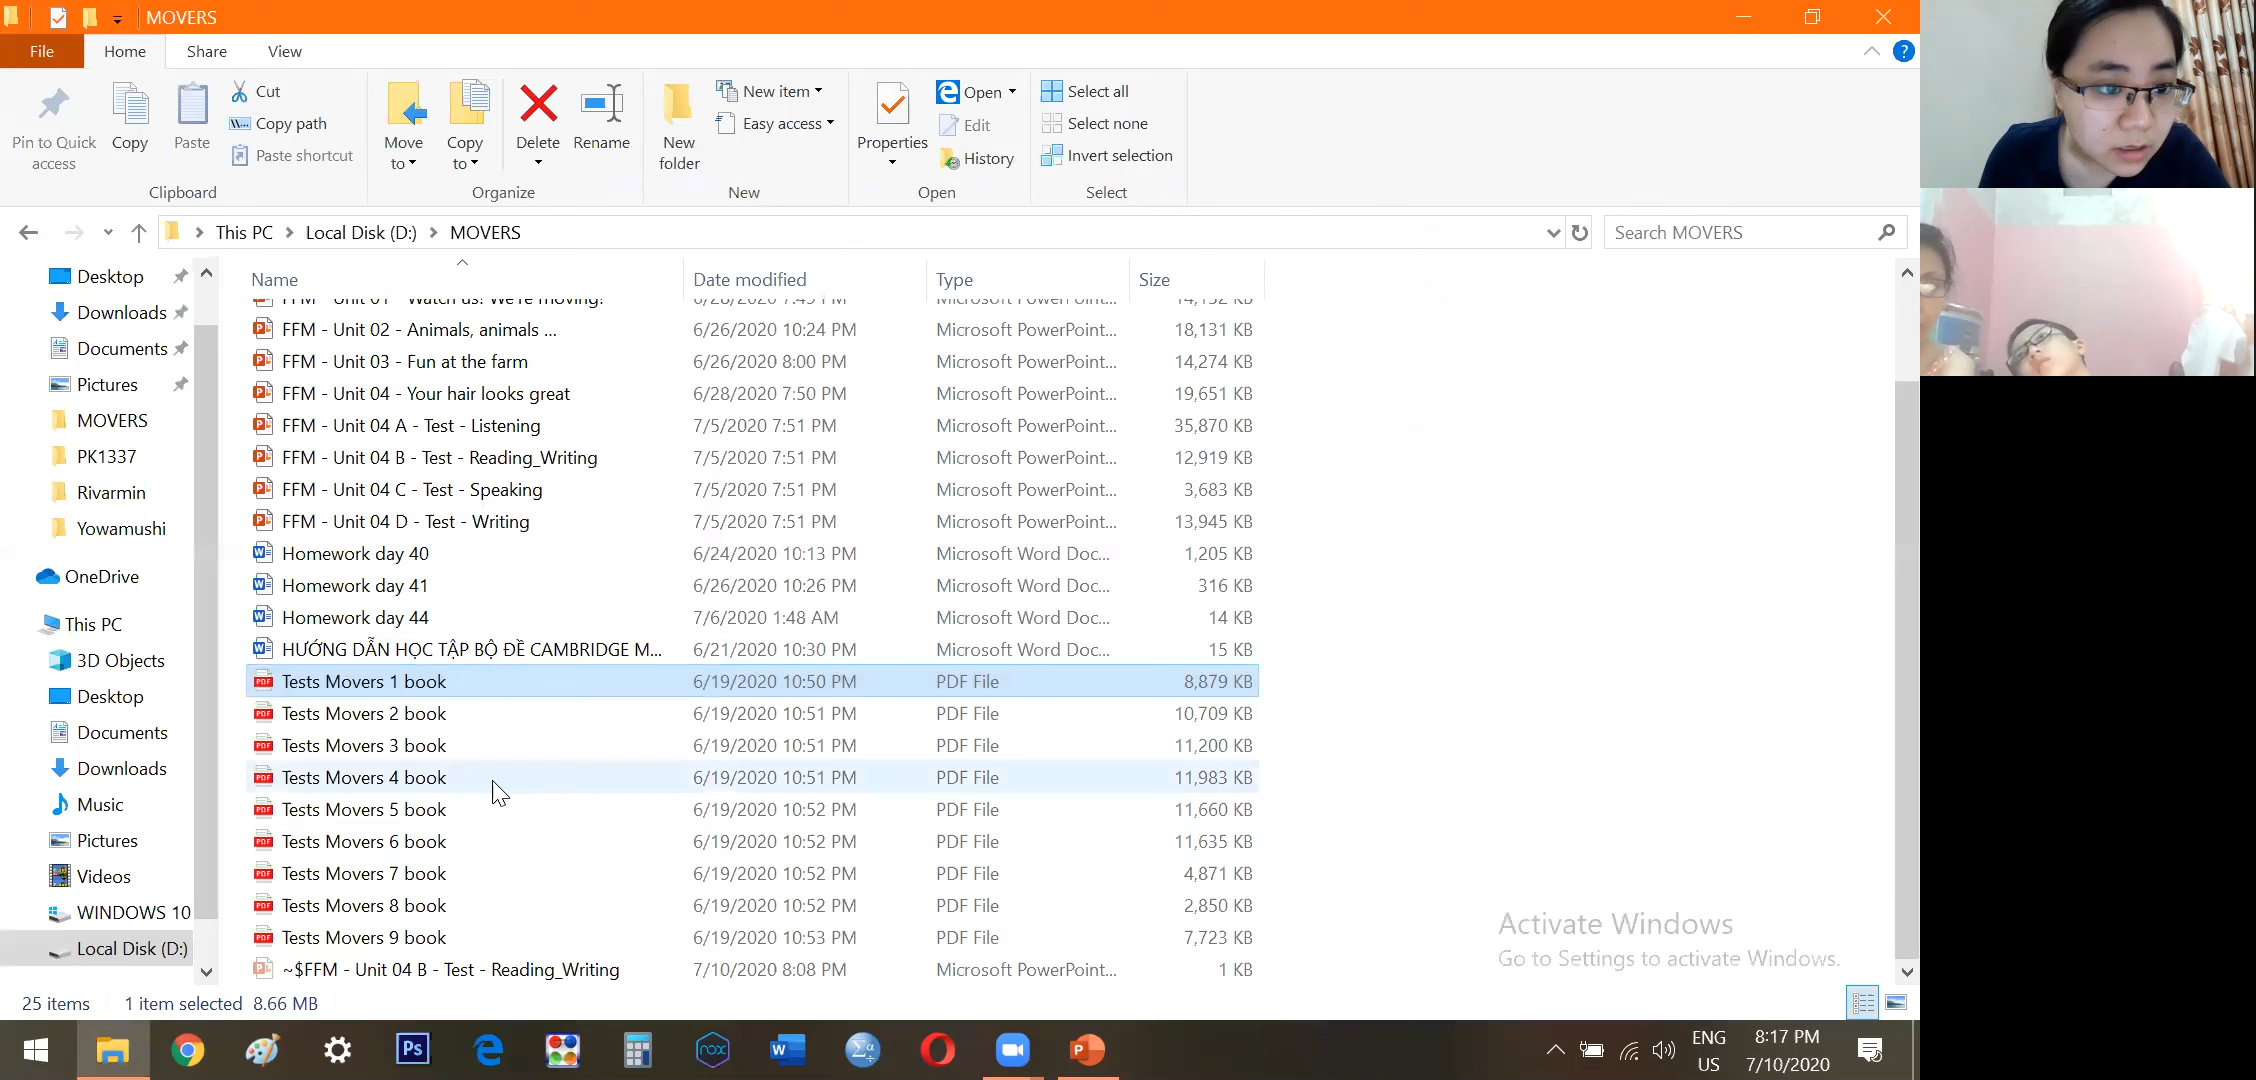 MOVERS
File Home Share View
Pin to Quick access
Copy
Paste
Cut
Copy path
Paste shortcut
Clipboard
Move to
Copy to
Delete
Rename
Organize
New folder
New item
Easy access
New
Properties
Open
Edit
History
Open
Select all
Select none
Invert selection
Select
This PC > Local Disk (D:) > MOVERS
Search MOVERS
Desktop
Downloads
Documents
Pictures
MOVERS
PK1337
Rivarmin
Yowamushi
OneDrive
This PC
3D Objects
Desktop
Documents
Downloads
Music
Pictures
Videos
WINDOWS 10
Local Disk (D:)
Name Date modified Type Size
FFM - Unit 01 - Watch us! We're moving! 6/28/2020 7:49 PM Microsoft PowerPoint... 14,152 KB
FFM - Unit 02 - Animals, animals ... 6/26/2020 10:24 PM Microsoft PowerPoint... 18,131 KB
FFM - Unit 03 - Fun at the farm 6/26/2020 8:00 PM Microsoft PowerPoint... 14,274 KB
FFM - Unit 04 - Your hair looks great 6/28/2020 7:50 PM Microsoft PowerPoint... 19,651 KB
FFM - Unit 04 A - Test - Listening 7/5/2020 7:51 PM Microsoft PowerPoint... 35,870 KB
FFM - Unit 04 B - Test - Reading_Writing 7/5/2020 7:51 PM Microsoft PowerPoint... 12,919 KB
FFM - Unit 04 C - Test - Speaking 7/5/2020 7:51 PM Microsoft PowerPoint... 3,683 KB
FFM - Unit 04 D - Test - Writing 7/5/2020 7:51 PM Microsoft PowerPoint... 13,945 KB
Homework day 40 6/24/2020 10:13 PM Microsoft Word Doc... 1,205 KB
Homework day 41 6/26/2020 10:26 PM Microsoft Word Doc... 316 KB
Homework day 44 7/6/2020 1:48 AM Microsoft Word Doc... 14 KB
HƯỚNG DẪN HỌC TẬP BỘ ĐỀ CAMBRIDGE M... 6/21/2020 10:30 PM Microsoft Word Doc... 15 KB
Tests Movers 1 book 6/19/2020 10:50 PM PDF File 8,879 KB
Tests Movers 2 book 6/19/2020 10:51 PM PDF File 10,709 KB
Tests Movers 3 book 6/19/2020 10:51 PM PDF File 11,200 KB
Tests Movers 4 book 6/19/2020 10:51 PM PDF File 11,983 KB
Tests Movers 5 book 6/19/2020 10:52 PM PDF File 11,660 KB
Tests Movers 6 book 6/19/2020 10:52 PM PDF File 11,635 KB
Tests Movers 7 book 6/19/2020 10:52 PM PDF File 4,871 KB
Tests Movers 8 book 6/19/2020 10:52 PM PDF File 2,850 KB
Tests Movers 9 book 6/19/2020 10:53 PM PDF File 7,723 KB
~$FFM - Unit 04 B - Test - Reading_Writing 7/10/2020 8:08 PM Microsoft PowerPoint... 1 KB
Activate Windows
Go to Settings to activate Windows.
25 items 1 item selected 8.66 MB
Ps
nox
ENG
US
8:17 PM
7/10/2020